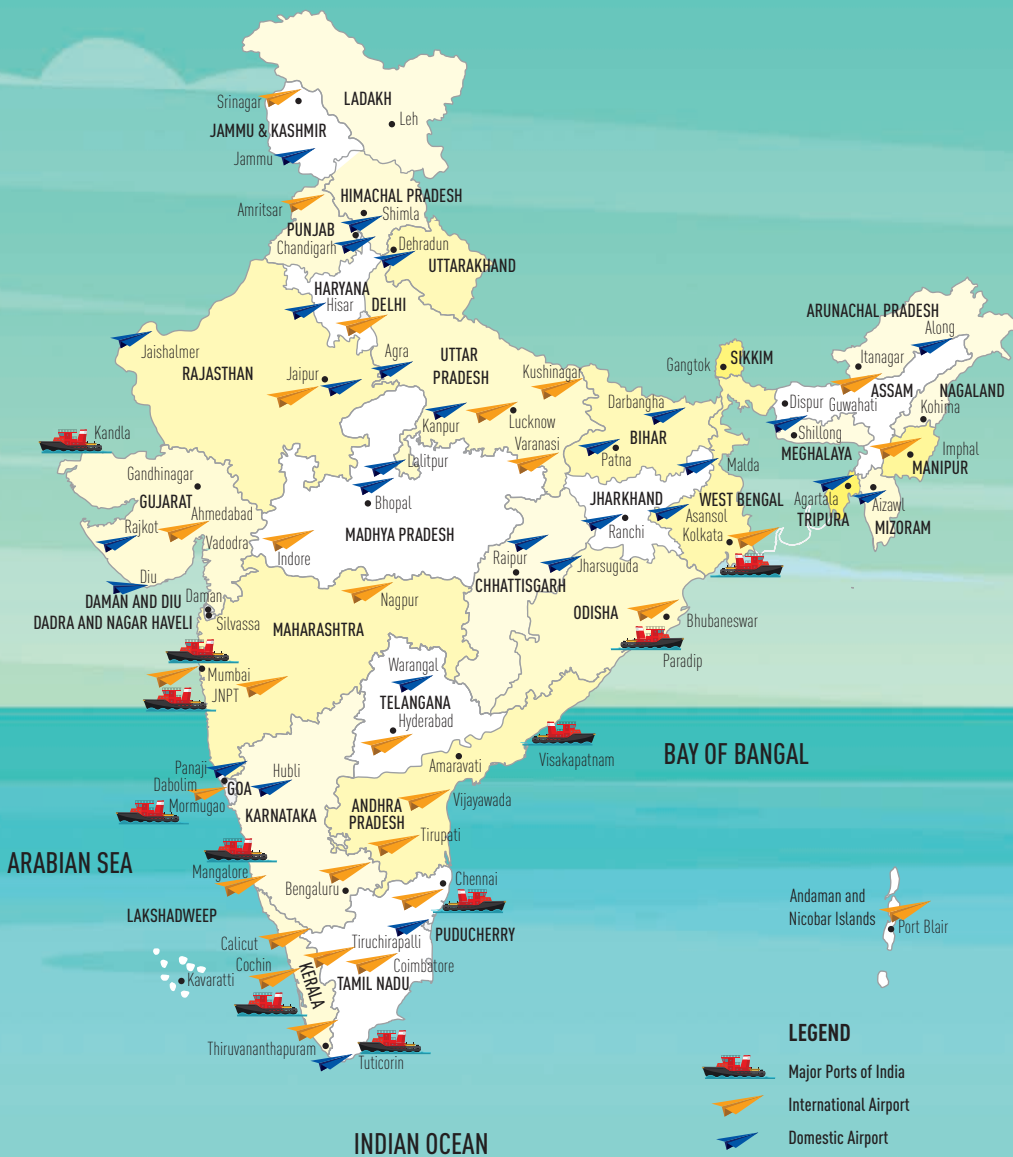 Srinagar
LADAKH
Leh
JAMMU & KASHMIR
Jammu
HIMACHAL PRADESH
Amritsar
Shimla
PUNJAB
Chandigarh
Dehradun
UTTARAKHAND
HARYANA
Hisar
DELHI
ARUNACHAL PRADESH
Along
Jaishalmer
RAJASTHAN
Jaipur
Agra
UTTAR
PRADESH
Kushinagar
Gangtok
SIKKIM
Itanagar
ASSAM
NAGALAND
Dispur
Guwahati
Kohima
Kanpur
Lucknow
Darbangha
BIHAR
Patna
Varanasi
Shillong
MEGHALAYA
Imphal
MANIPUR
Kandla
Gandhinagar
GUJARAT
Ahmedabad
Rajkot
Vadodra
Lalitpur
Bhopal
MADHYA PRADESH
Indore
Malda
JHARKHAND
Ranchi
WEST BENGAL
Asansol
Kolkata
Agartala
TRIPURA
Aizawl
MIZORAM
Raipur
Jharsuguda
CHHATTISGARH
Diu
DAMAN AND DIU
Daman
DADRA AND NAGAR HAVELI
Silvassa
Nagpur
MAHARASHTRA
ODISHA
Bhubaneswar
Paradip
Mumbai
JNPT
Warangal
TELANGANA
Hyderabad
Amaravati
Visakapatnam
BAY OF BANGAL
Panaji
Dabolim
GOA
Mormugao
Hubli
KARNATAKA
ANDHRA
PRADESH
Vijayawada
Tirupati
ARABIAN SEA
Mangalore
Bengaluru
Chennai
LAKSHADWEEP
PUDUCHERRY
Calicut
Tiruchirapalli
Cochin
Coimbatore
Kavaratti
KERALA
TAMIL NADU
Thiruvananthapuram
Tuticorin
Andaman and
Nicobar Islands
Port Blair
INDIAN OCEAN
LEGEND
Major Ports of India
International Airport
Domestic Airport